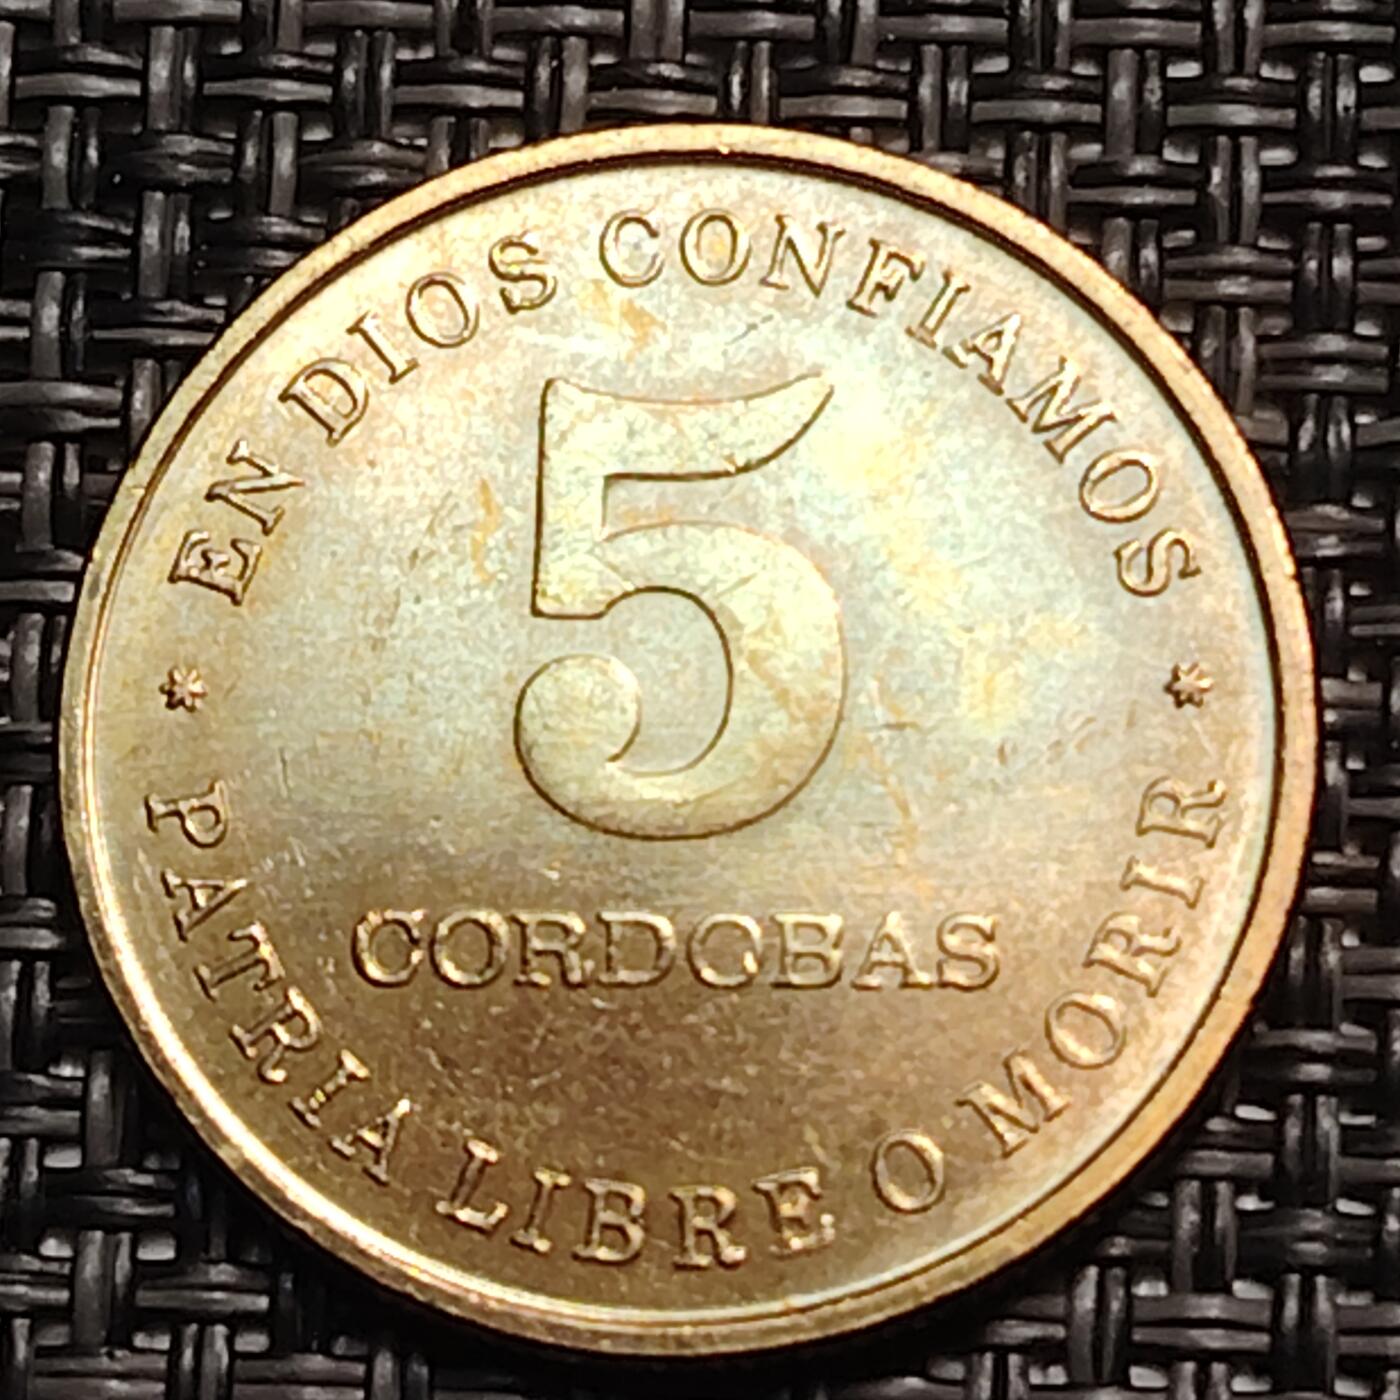 EN DIOS CONFIAMOS
5
CORDOBAS
* PATRIA LIBRE O MORIR *